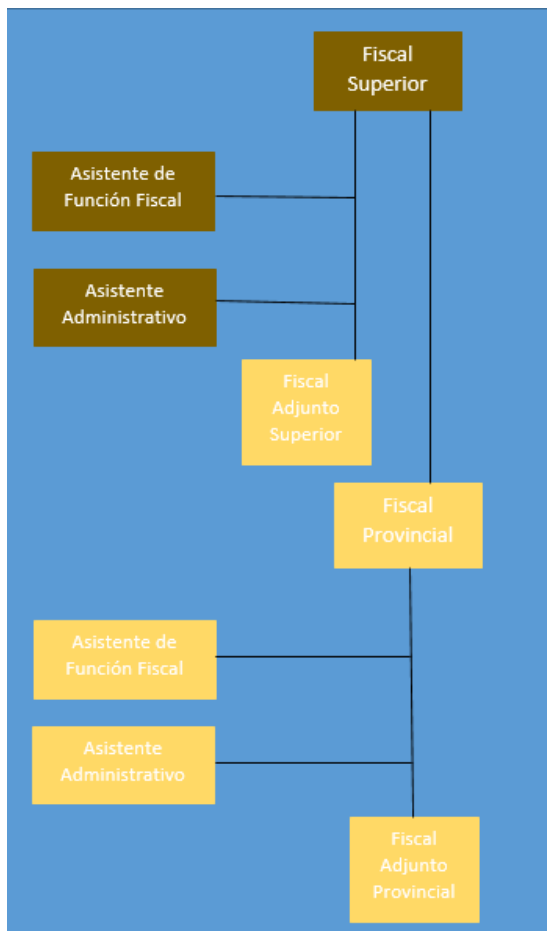 Fiscal
Superior
Asistente de
Función Fiscal
Asistente
Administrativo
Fiscal
Adjunto
Superior
Fiscal
Provincial
Asistente de
Función Fiscal
Asistente
Administrativo
Fiscal
Adjunto
Provincial